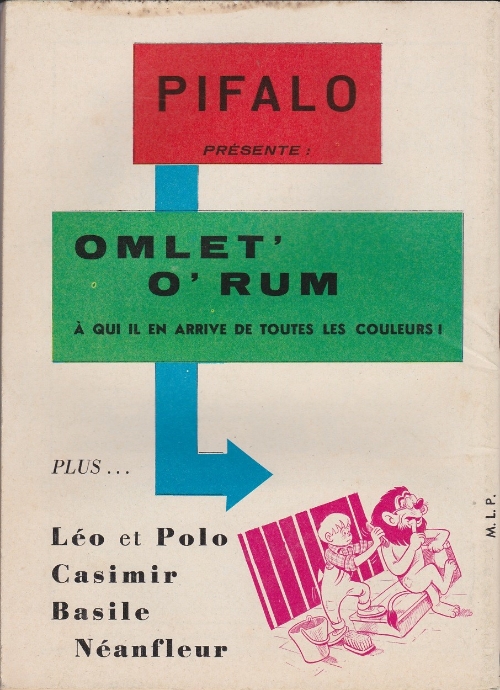 PIFALO
PRÉSENTE :
OMLET'
O' RUM
À QUI IL EN ARRIVE DE TOUTES LES COULEURS !
PLUS...
Léo et Polo
Casimir
Basile
Néanfleur
M.L.P.